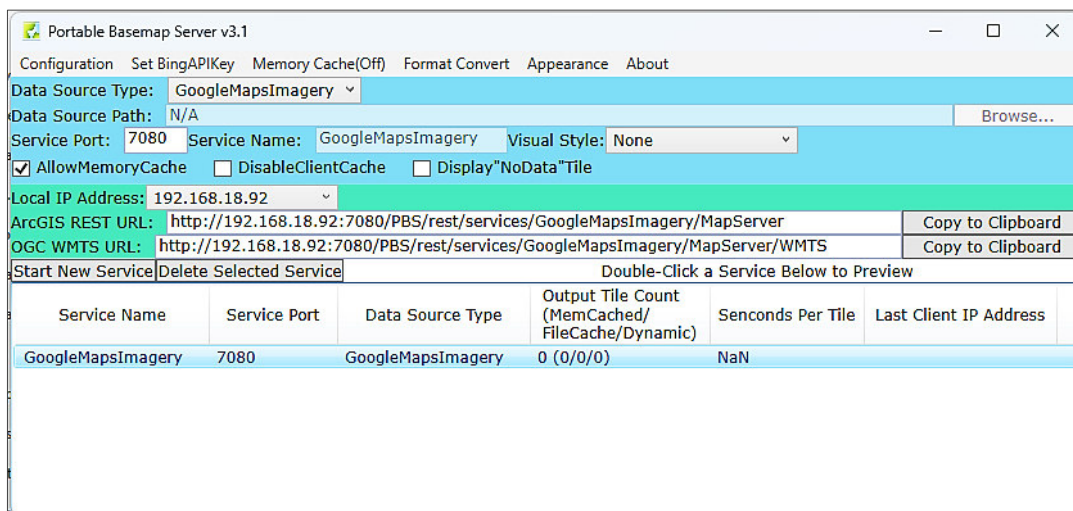 Portable Basemap Server v3.1
Configuration Set BingAPIKey Memory Cache(Off) Format Convert Appearance About
Data Source Type: GoogleMapsImagery
Data Source Path: N/A Browse...
Service Port: 7080 Service Name: GoogleMapsImagery Visual Style: None
AllowMemoryCache DisableClientCache Display"NoData"Tile
Local IP Address: 192.168.18.92
ArcGIS REST URL: http://192.168.18.92:7080/PBS/rest/services/GoogleMapsImagery/MapServer Copy to Clipboard
OGC WMTS URL: http://192.168.18.92:7080/PBS/rest/services/GoogleMapsImagery/MapServer/WMTS Copy to Clipboard
Start New Service Delete Selected Service Double-Click a Service Below to Preview
Service Name Service Port Data Source Type Output Tile Count (MemCached/ FileCache/Dynamic) Senconds Per Tile Last Client IP Address
GoogleMapsImagery 7080 GoogleMapsImagery 0 (0/0/0) NaN